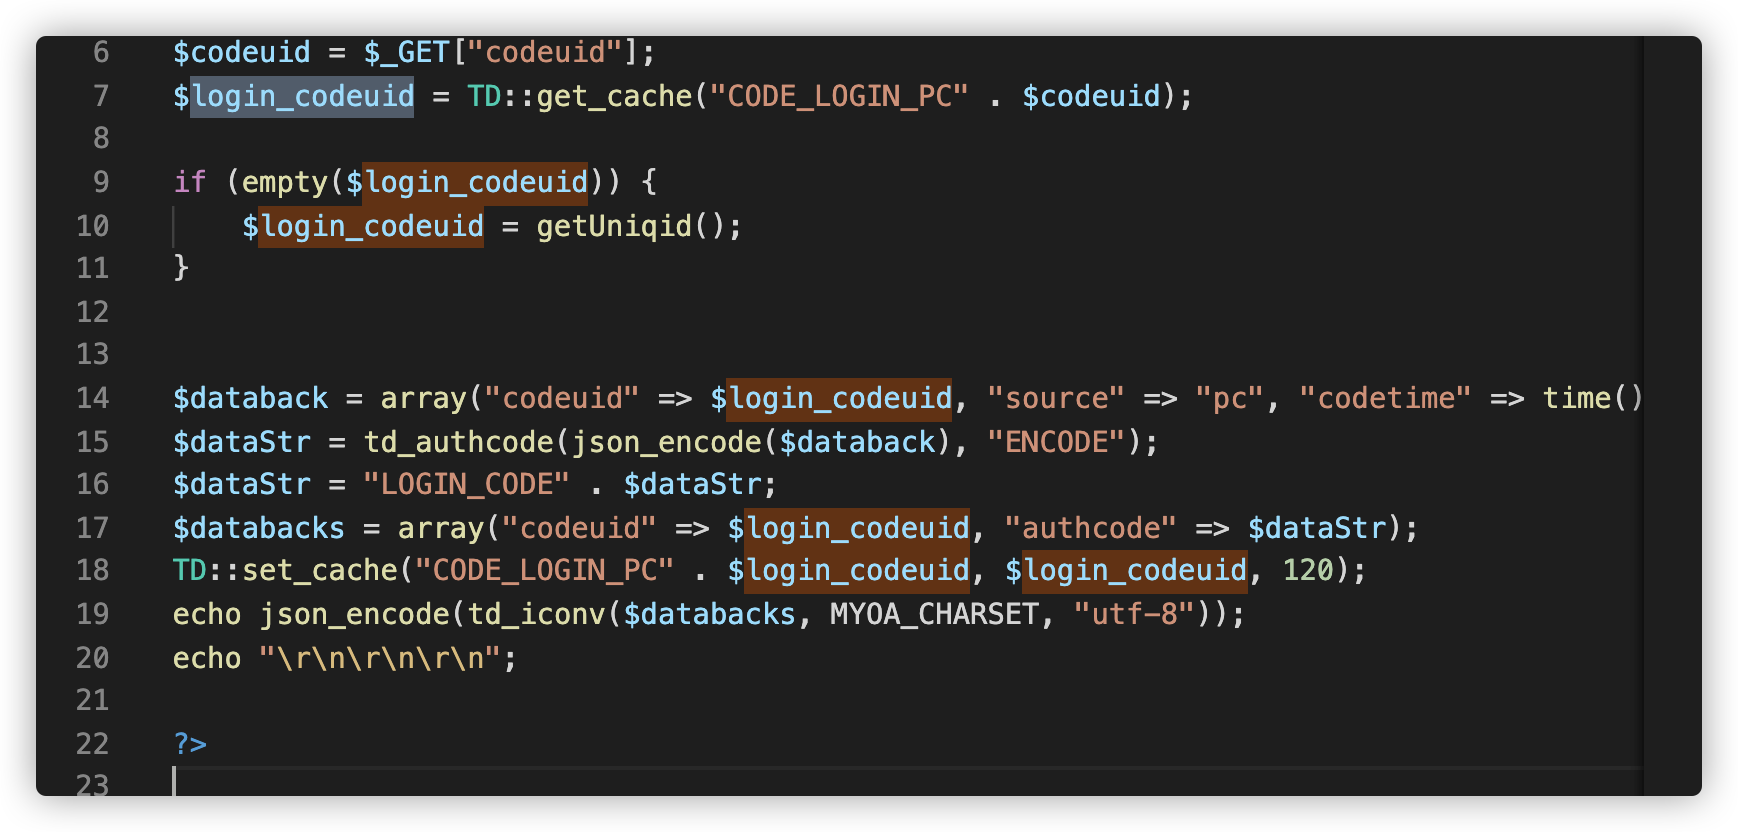 6 $codeuid = $_GET["codeuid"];
7 $login_codeuid = TD::get_cache("CODE_LOGIN_PC" . $codeuid);
8
9 if (empty($login_codeuid)) {
10 $login_codeuid = getUniqid();
11 }
12
13
14 $databack = array("codeuid" => $login_codeuid, "source" => "pc", "codetime" => time()
15 $dataStr = td_authcode(json_encode($databack), "ENCODE");
16 $dataStr = "LOGIN_CODE" . $dataStr;
17 $databacks = array("codeuid" => $login_codeuid, "authcode" => $dataStr);
18 TD::set_cache("CODE_LOGIN_PC" . $login_codeuid, $login_codeuid, 120);
19 echo json_encode(td_iconv($databacks, MYOA_CHARSET, "utf-8"));
20 echo "\r\n\r\n\r\n";
21
22 ?>
23